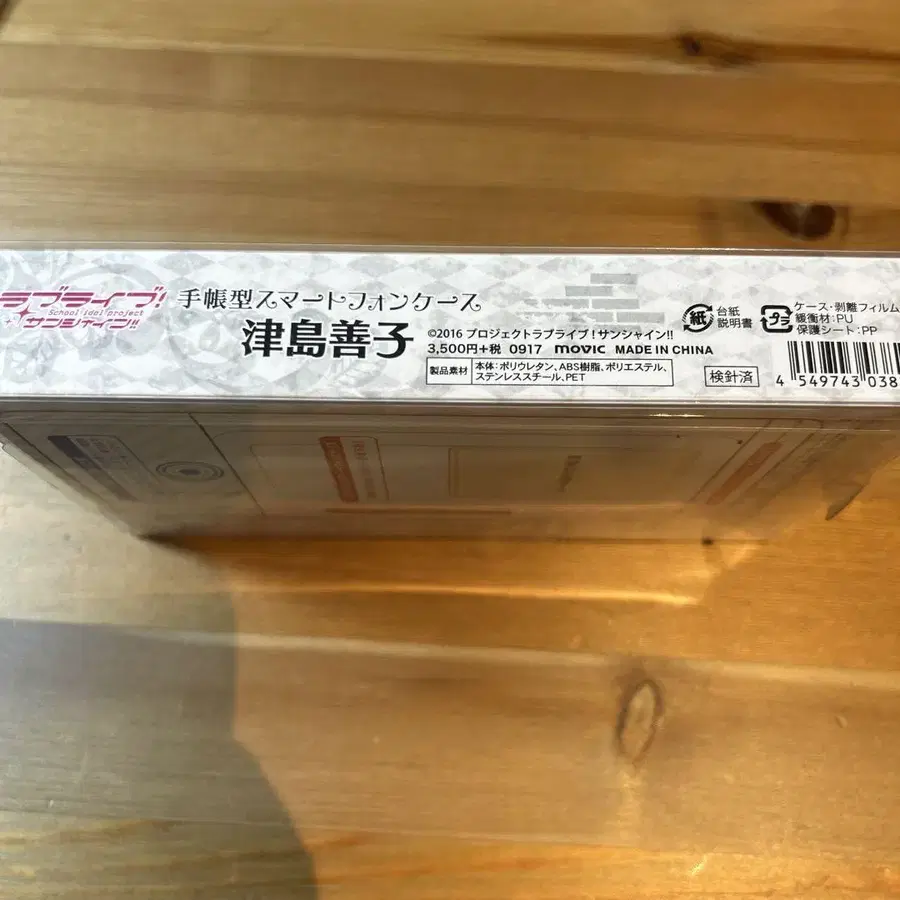 ラブライブ!
School idol project
サンシャイン!!
手帳型スマートフォンケース
津島善子
©2016 プロジェクトラブライブ!サンシャイン!!
3,500円+税 0917 movic MADE IN CHINA
製品素材
本体:ポリウレタン、ABS樹脂、ポリエステル、
ステンレススチール、PET
紙
台紙
説明書
プラ
ケース・剥離フィルム
緩衝材:PU
保護シート:PP
検針済
4 549743 038